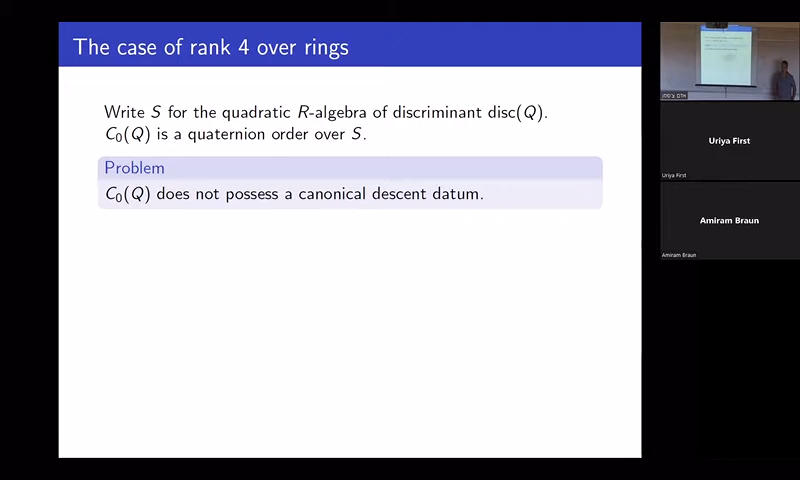 The case of rank 4 over rings
Write S for the quadratic R-algebra of discriminant disc(Q).
C₀(Q) is a quaternion order over S.
Problem
C₀(Q) does not possess a canonical descent datum.
Uriya First
Uriya First
Amiram Braun
Amiram Braun